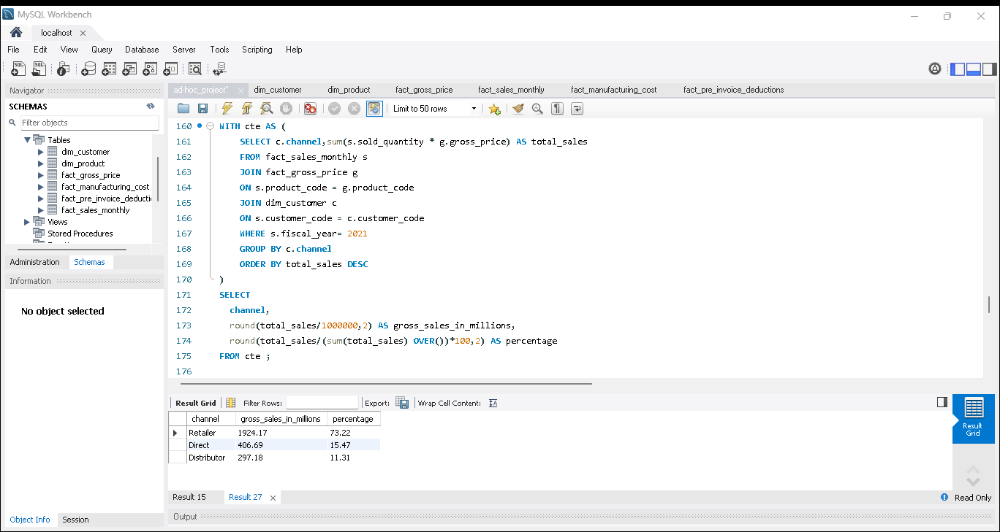 MySQL Workbench
localhost
File Edit View Query Database Server Tools Scripting Help
Navigator
SCHEMAS
Filter objects
Tables
dim_customer
dim_product
fact_gross_price
fact_manufacturing_cost
fact_pre_invoice_deducti
fact_sales_monthly
Views
Stored Procedures
Administration Schemas
Information
No object selected
Object Info Session
ad-hoc_project* dim_customer dim_product fact_gross_price fact_sales_monthly fact_manufacturing_cost fact_pre_invoice_deductions
Limit to 50 rows
160 WITH cte AS (
161 SELECT c.channel,sum(s.sold_quantity * g.gross_price) AS total_sales
162 FROM fact_sales_monthly s
163 JOIN fact_gross_price g
164 ON s.product_code = g.product_code
165 JOIN dim_customer c
166 ON s.customer_code = c.customer_code
167 WHERE s.fiscal_year= 2021
168 GROUP BY c.channel
169 ORDER BY total_sales DESC
170 )
171 SELECT
172 channel,
173 round(total_sales/1000000,2) AS gross_sales_in_millions,
174 round(total_sales/(sum(total_sales) OVER())*100,2) AS percentage
175 FROM cte ;
176
Result Grid Filter Rows: Export: Wrap Cell Content:
channel gross_sales_in_millions percentage
Retailer 1924.17 73.22
Direct 406.69 15.47
Distributor 297.18 11.31
Result
Grid
Result 15 Result 27 Read Only
Output